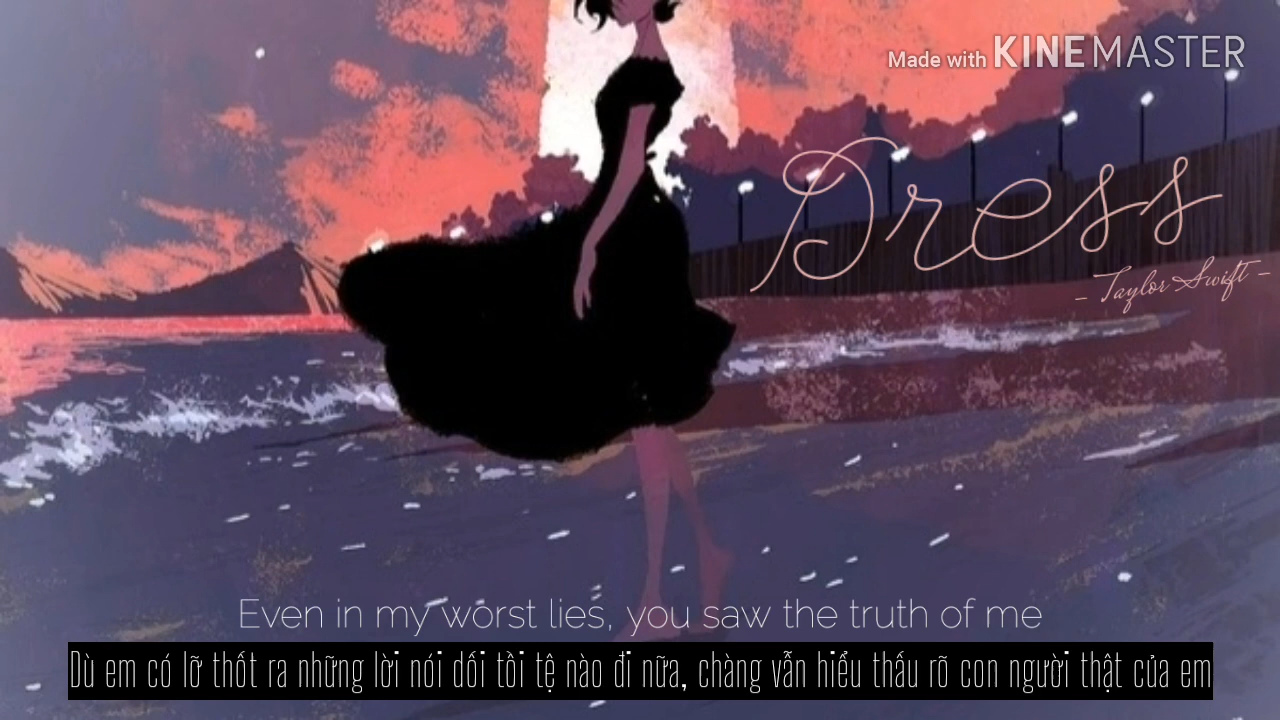 Made with KINEMASTER
Dress
- Taylor Swift -
Even in my worst lies, you saw the truth of me
Dù em có lỡ thốt ra những lời nói dối tồi tệ nào đi nữa, chàng vẫn hiểu thấu rõ con người thật của em